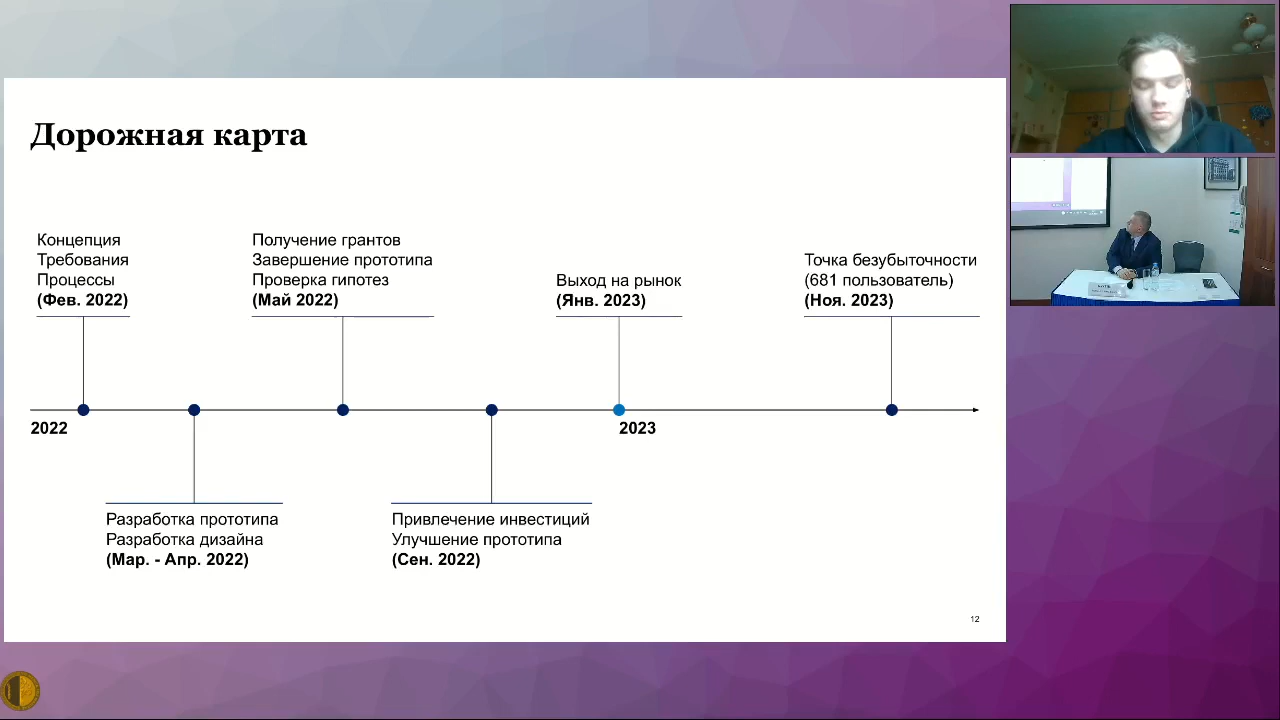 Дорожная карта
Концепция
Требования
Процессы
(Фев. 2022)
Получение грантов
Завершение прототипа
Проверка гипотез
(Май 2022)
Выход на рынок
(Янв. 2023)
Точка безубыточности
(681 пользователь)
(Ноя. 2023)
2022
2023
Разработка прототипа
Разработка дизайна
(Мар. - Апр. 2022)
Привлечение инвестиций
Улучшение прототипа
(Сен. 2022)
12